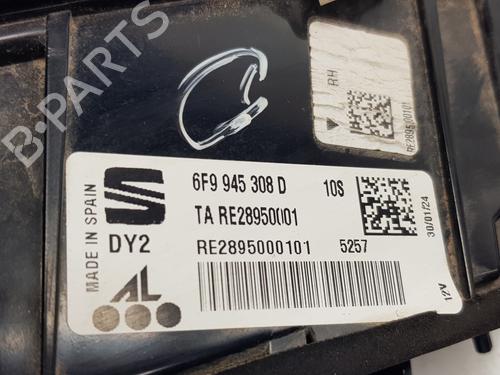 B-PARTS
RH
RE2895000101
MADE IN SPAIN
6F9 945 308 D 10S
TA RE28950001
DY2
RE2895000101 5257
AL
30/01/24
12V